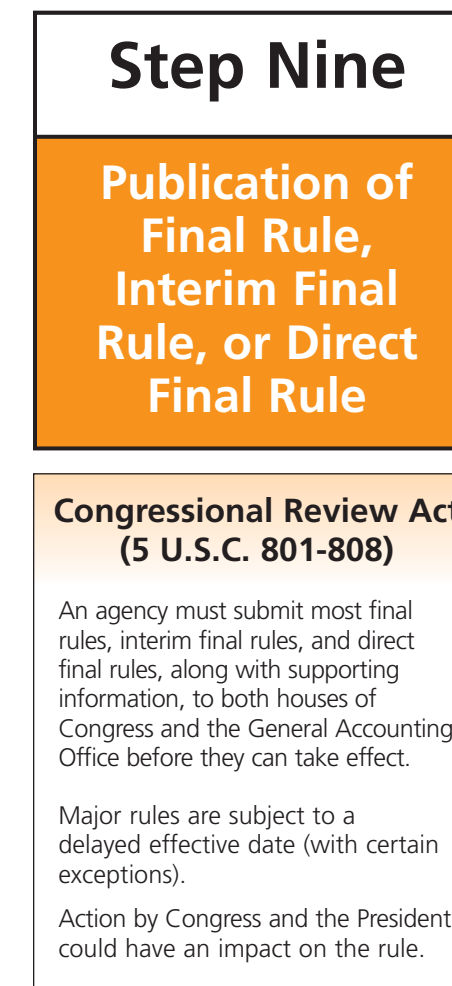 Step Nine
Publication of
Final Rule,
Interim Final
Rule, or Direct
Final Rule
Congressional Review Act
(5 U.S.C. 801-808)
An agency must submit most final
rules, interim final rules, and direct
final rules, along with supporting
information, to both houses of
Congress and the General Accounting
Office before they can take effect.
Major rules are subject to a
delayed effective date (with certain
exceptions).
Action by Congress and the President
could have an impact on the rule.